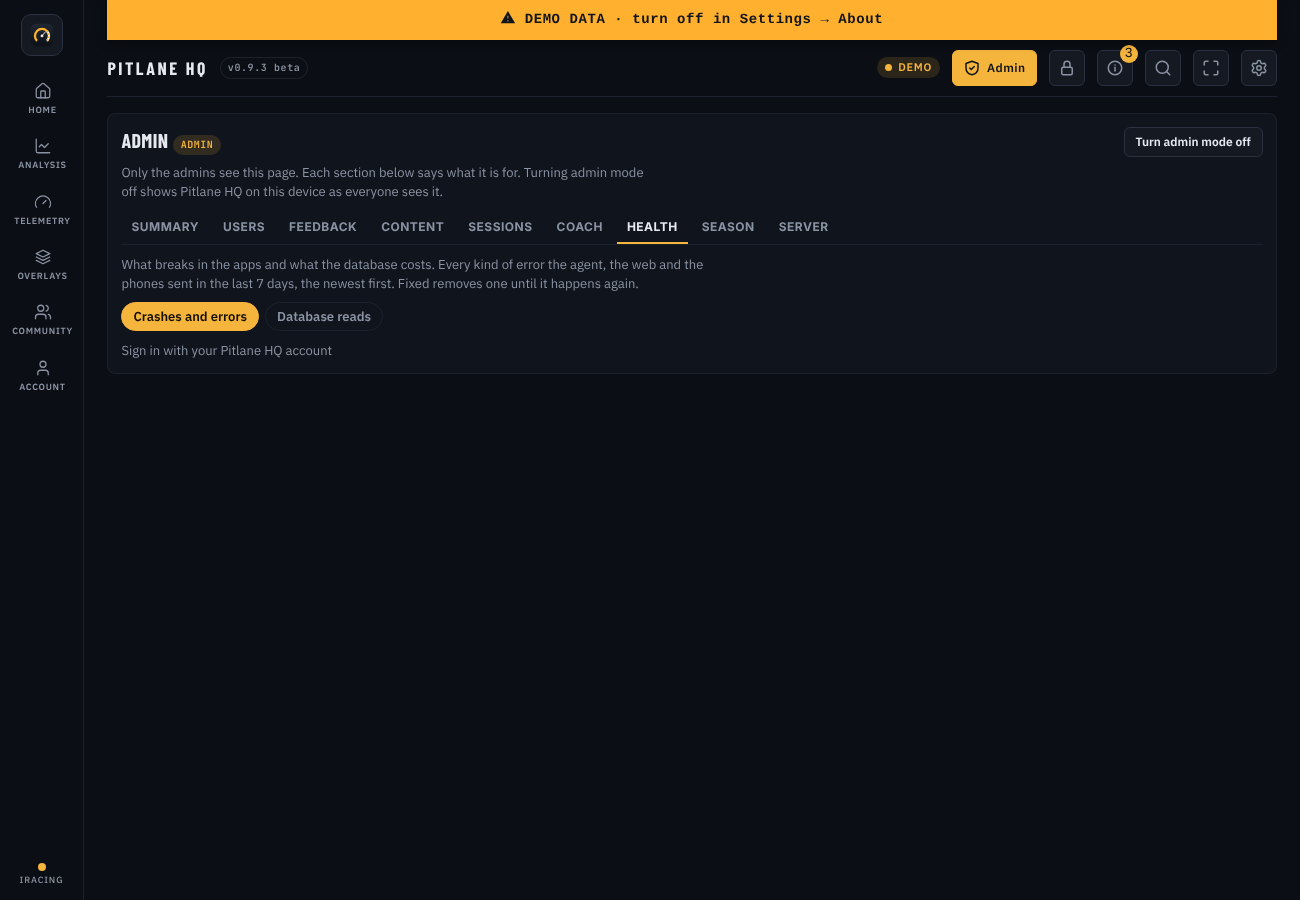 ⚠ DEMO DATA · turn off in Settings → About
PITLANE HQ v0.9.3 beta
DEMO
Admin
3
HOME
ANALYSIS
TELEMETRY
OVERLAYS
COMMUNITY
ACCOUNT
IRACING
ADMIN ADMIN
Turn admin mode off
Only the admins see this page. Each section below says what it is for. Turning admin mode
off shows Pitlane HQ on this device as everyone sees it.
SUMMARY USERS FEEDBACK CONTENT SESSIONS COACH HEALTH SEASON SERVER
What breaks in the apps and what the database costs. Every kind of error the agent, the web and the
phones sent in the last 7 days, the newest first. Fixed removes one until it happens again.
Crashes and errors Database reads
Sign in with your Pitlane HQ account